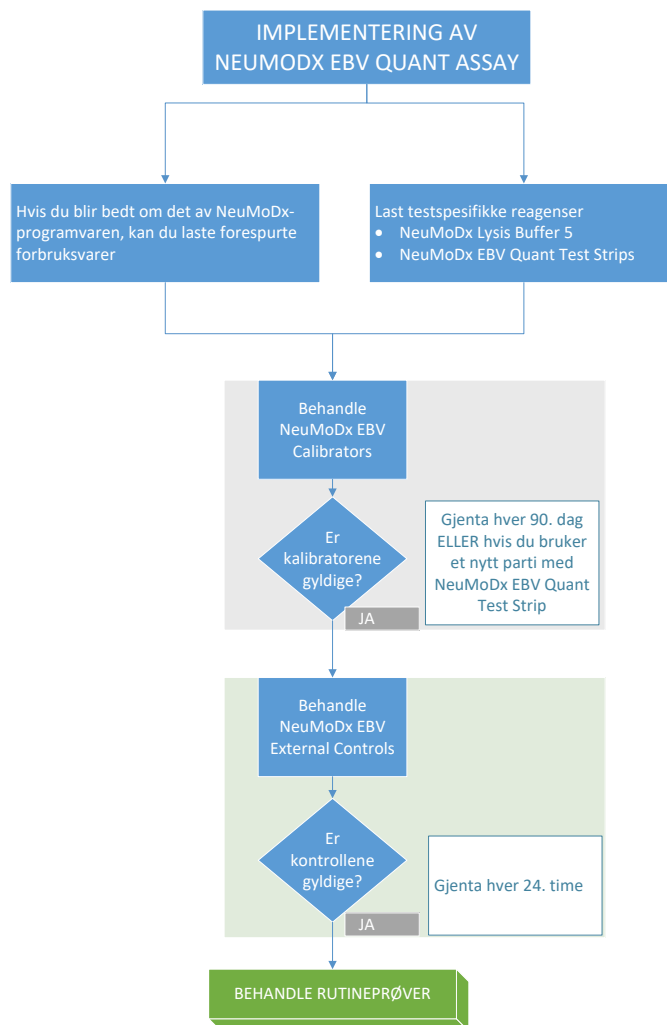 IMPLEMENTERING AV
NEUMODX EBV QUANT ASSAY
Hvis du blir bedt om det av NeuMoDx-
programvaren, kan du laste forespurte
forbruksvarer
Last testspesifikke reagenser
• NeuMoDx Lysis Buffer 5
• NeuMoDx EBV Quant Test Strips
Behandle
NeuMoDx EBV
Calibrators
Er
kalibratorene
gyldige?
JA
Gjenta hver 90. dag
ELLER hvis du bruker
et nytt parti med
NeuMoDx EBV Quant
Test Strip
Behandle
NeuMoDx EBV
External Controls
Er
kontrollene
gyldige?
JA
Gjenta hver 24. time
BEHANDLE RUTINEPRØVER